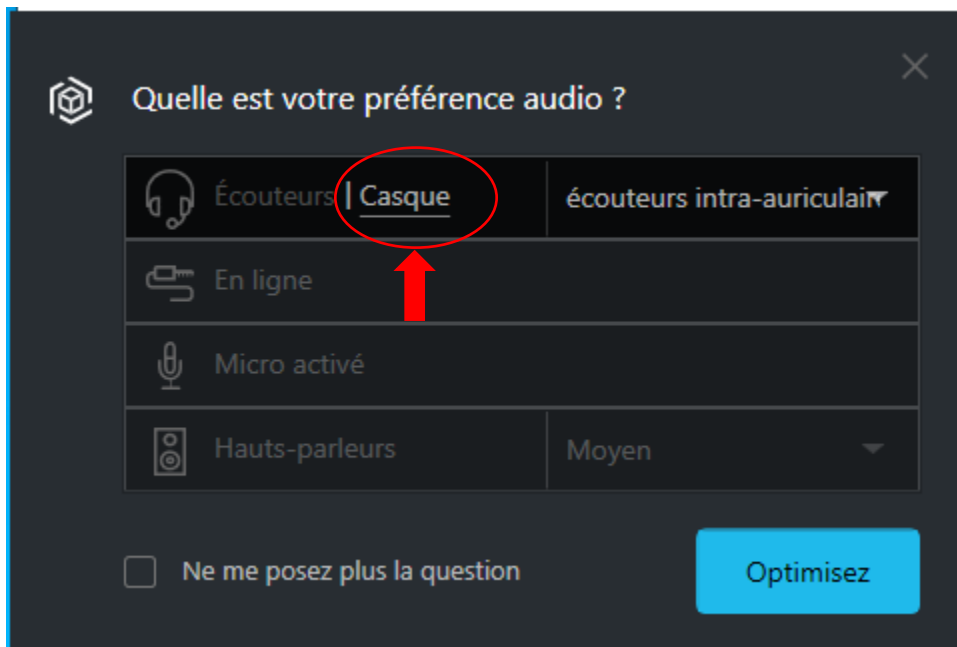 Quelle est votre préférence audio ?
Écouteurs | Casque
écouteurs intra-auriculair
En ligne
Micro activé
Hauts-parleurs
Moyen
Ne me posez plus la question
Optimisez